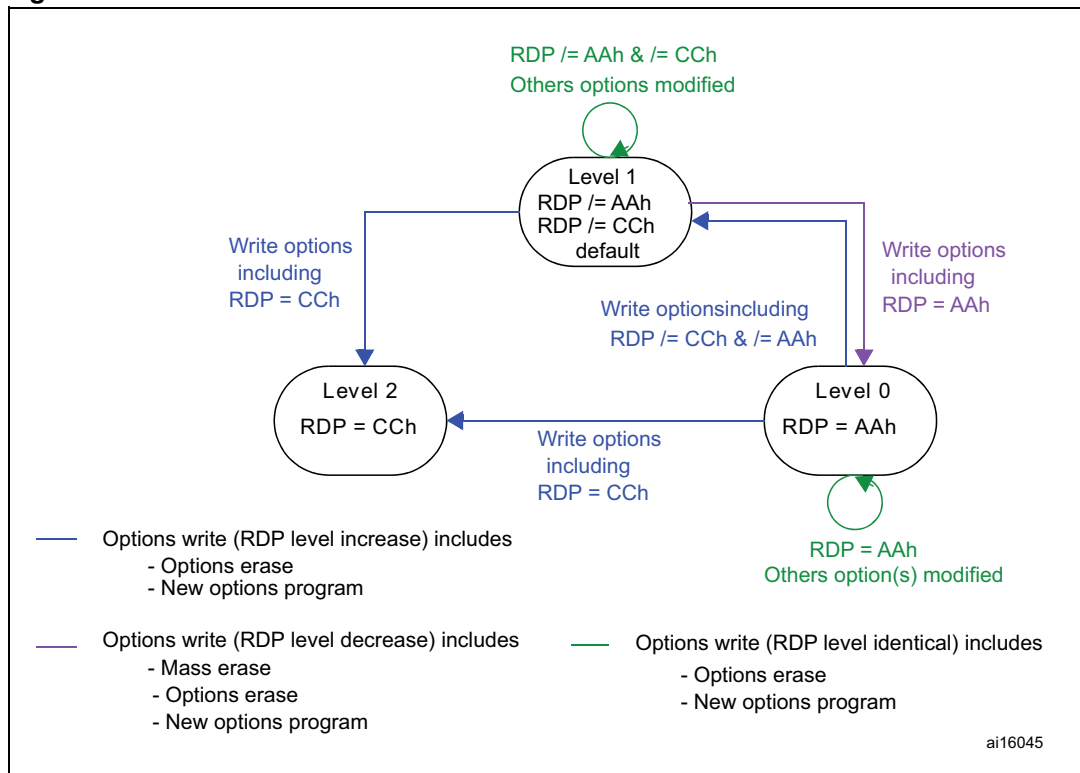 RDP /= AAh & /= CCh
Others options modified
Level 1
RDP /= AAh
RDP /= CCh
default
Write options
including
RDP = CCh
Write options
including
RDP = AAh
Write optionsincluding
RDP /= CCh & /= AAh
Level 2
RDP = CCh
Level 0
RDP = AAh
Write options
including
RDP = CCh
RDP = AAh
Others option(s) modified
Options write (RDP level increase) includes
- Options erase
- New options program
Options write (RDP level decrease) includes
- Mass erase
- Options erase
- New options program
Options write (RDP level identical) includes
- Options erase
- New options program
ai16045